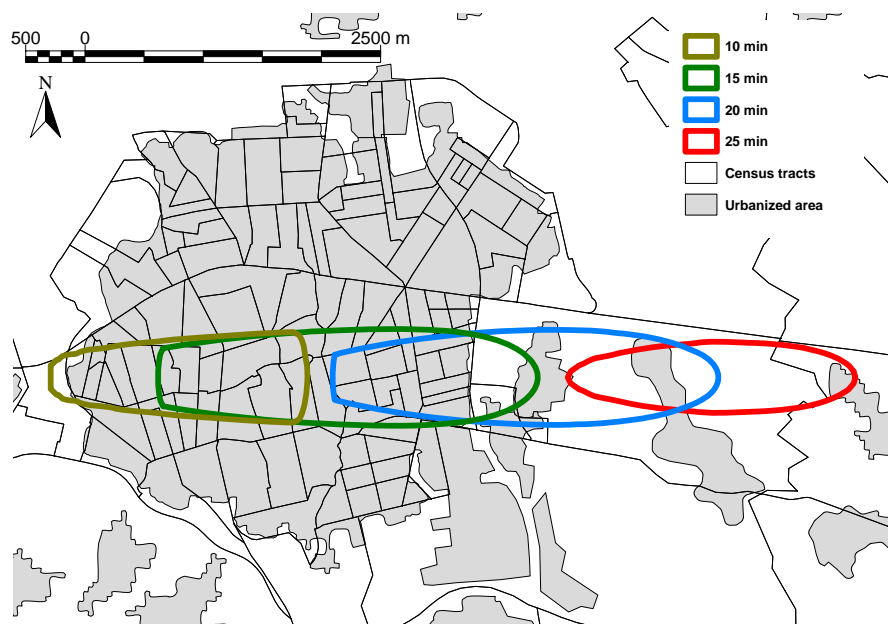 500 0 2500 m
N
10 min
15 min
20 min
25 min
Census tracts
Urbanized area